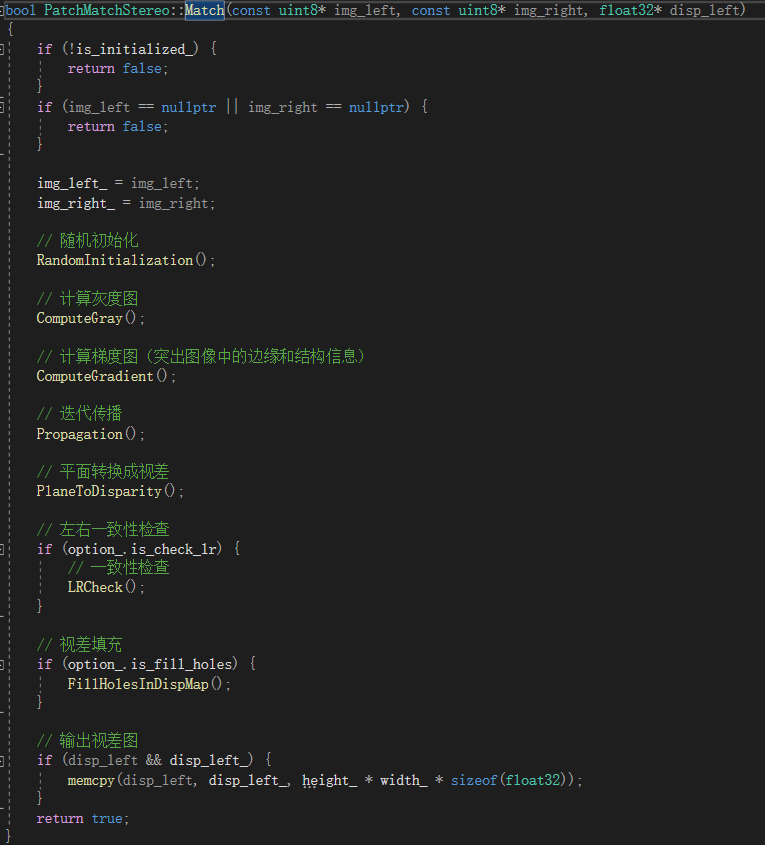 bool PatchMatchStereo::Match(const uint8* img_left, const uint8* img_right, float32* disp_left)
{
    if (!is_initialized_) {
        return false;
    }
    if (img_left == nullptr || img_right == nullptr) {
        return false;
    }

    img_left_ = img_left;
    img_right_ = img_right;

    // 随机初始化
    RandomInitialization();

    // 计算灰度图
    ComputeGray();

    // 计算梯度图（突出图像中的边缘和结构信息）
    ComputeGradient();

    // 迭代传播
    Propagation();

    // 平面转换成视差
    PlaneToDisparity();

    // 左右一致性检查
    if (option_.is_check_lr) {
        // 一致性检查
        LRCheck();
    }

    // 视差填充
    if (option_.is_fill_holes) {
        FillHolesInDispMap();
    }

    // 输出视差图
    if (disp_left && disp_left_) {
        memcpy(disp_left, disp_left_, height_ * width_ * sizeof(float32));
    }
    return true;
}